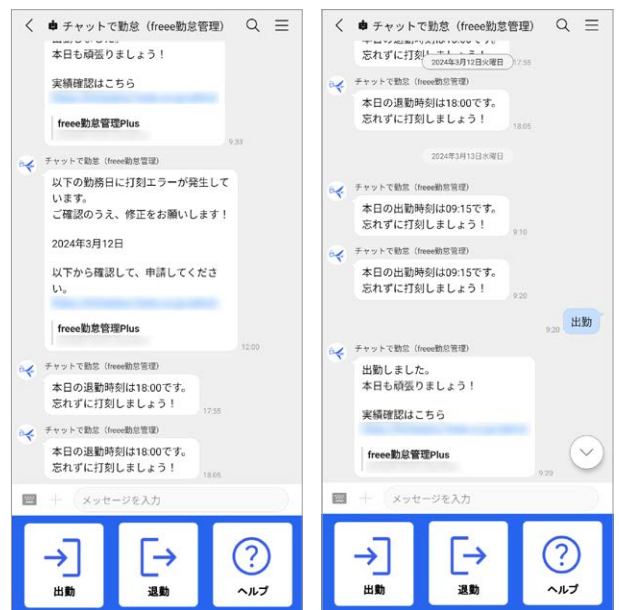 チャットで勤怠（freee勤怠管理）
本日も頑張りましょう！
実績確認はこちら
freee勤怠管理Plus
9:33
チャットで勤怠（freee勤怠管理）
以下の勤務日に打刻エラーが発生して
います。
ご確認のうえ、修正をお願いします！
2024年3月12日
以下から確認して、申請してくださ
い。
freee勤怠管理Plus
12:00
チャットで勤怠（freee勤怠管理）
本日の退勤時刻は18:00です。
忘れずに打刻しましょう！
17:55
チャットで勤怠（freee勤怠管理）
本日の退勤時刻は18:00です。
忘れずに打刻しましょう！
18:05
メッセージを入力
出勤
退勤
ヘルプ
チャットで勤怠（freee勤怠管理）
2024年3月12日火曜日
17:55
チャットで勤怠（freee勤怠管理）
本日の退勤時刻は18:00です。
忘れずに打刻しましょう！
18:05
2024年3月13日水曜日
チャットで勤怠（freee勤怠管理）
本日の出勤時刻は09:15です。
忘れずに打刻しましょう！
9:10
チャットで勤怠（freee勤怠管理）
本日の出勤時刻は09:15です。
忘れずに打刻しましょう！
9:20
出勤
9:20
チャットで勤怠（freee勤怠管理）
出勤しました。
本日も頑張りましょう！
実績確認はこちら
freee勤怠管理Plus
9:20
メッセージを入力
出勤
退勤
ヘルプ